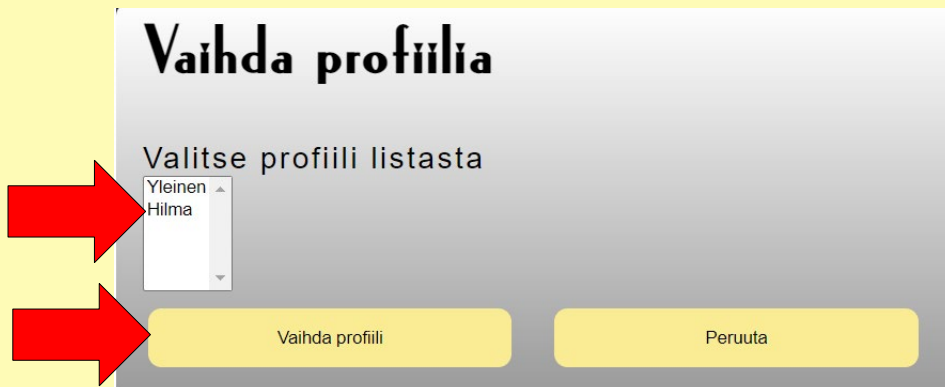 Vaihda profiilia
Valitse profiili listasta
Yleinen
Hilma
Vaihda profiili
Peruuta